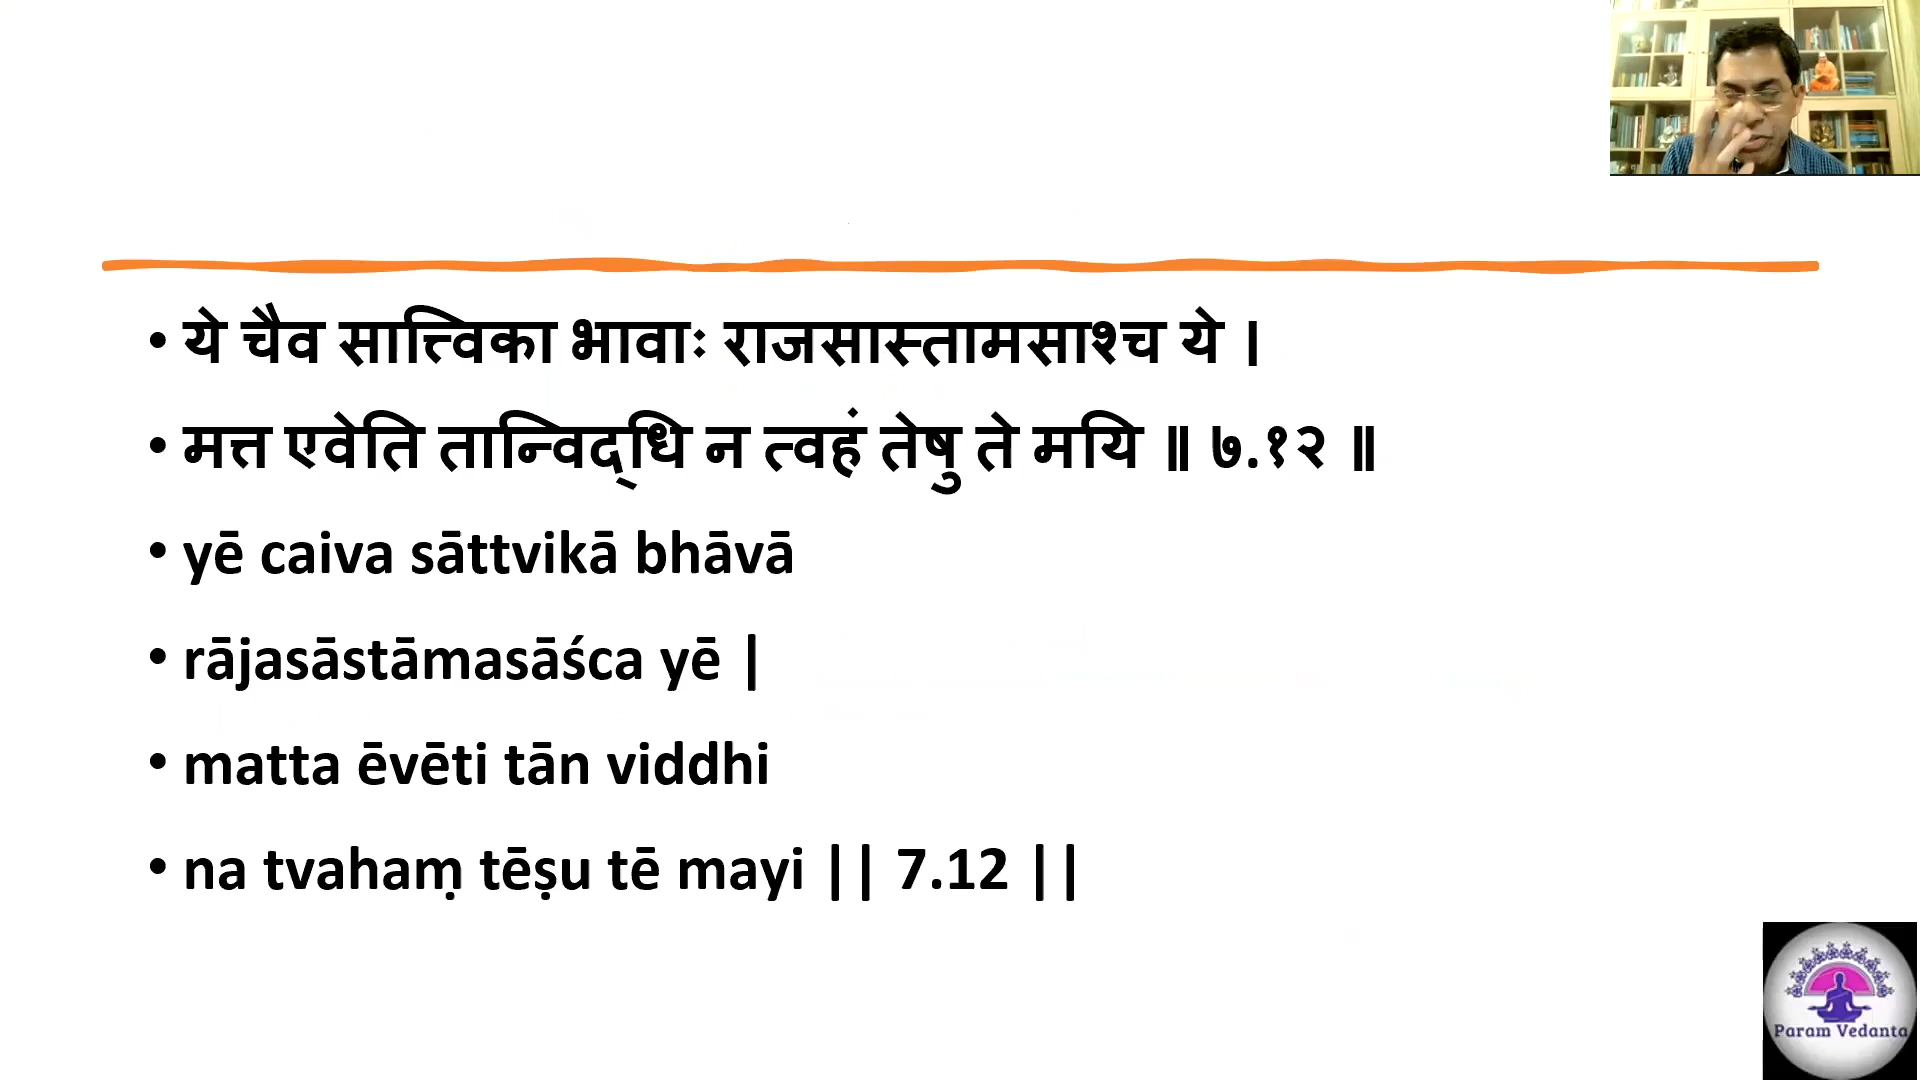 • ये चैव सात्त्विका भावाः राजसास्तामसाश्च ये ।
• मत्त एवेति तान्विद्‌धि न त्वहं तेषु ते मयि ॥ ७.१२ ॥
• yē caiva sāttvikā bhāvā
• rājasāstāmasāśca yē |
• matta ēvēti tān viddhi
• na tvahaṃ tēṣu tē mayi || 7.12 ||
Param Vedanta